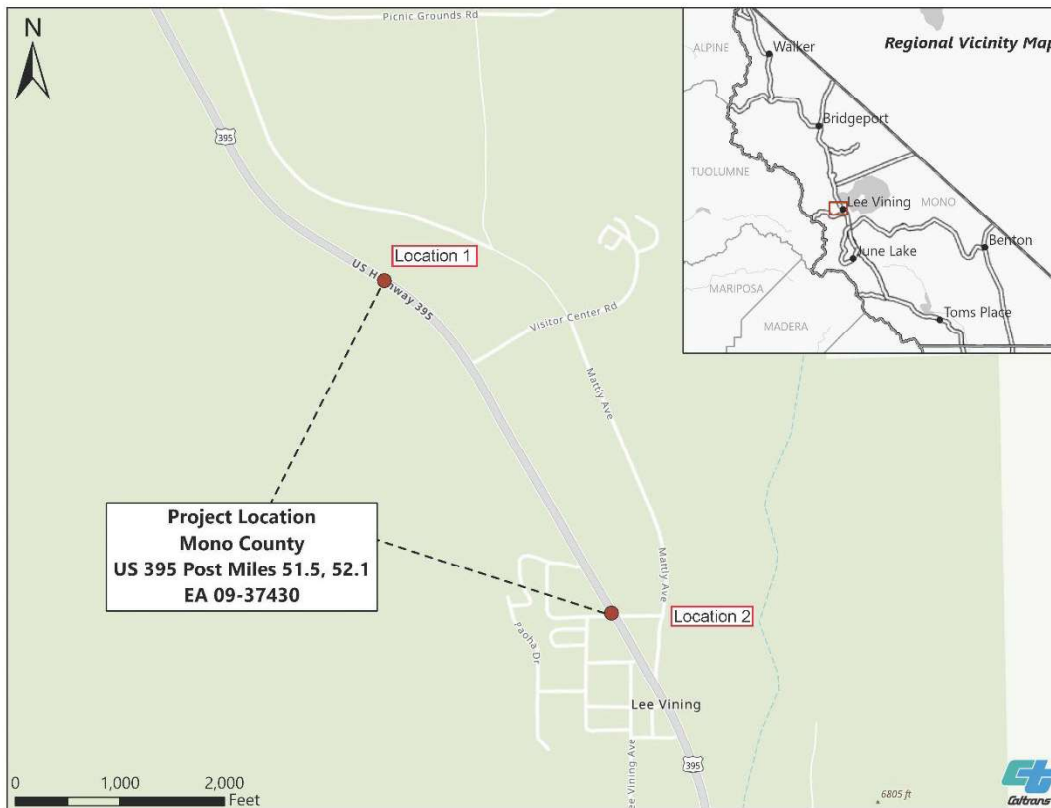 Picnic Grounds Rd
N
395
Location 1
US Highway 395
Visitor Center Rd
Mattly Ave
Project Location
Mono County
US 395 Post Miles 51.5, 52.1
EA 09-37430
Mattly Ave
Location 2
Paoha Dr
Lee Vining
Lee Vining Ave
395
0 1,000 2,000
Feet
6805 ft
Caltrans
Regional Vicinity Map
ALPINE
Walker
Bridgeport
TUOLUMNE
Lee Vining
MONO
Benton
June Lake
MARIPOSA
Toms Place
MADERA